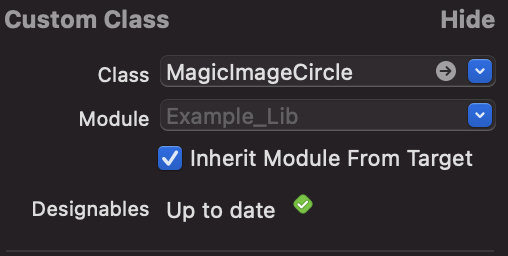 Custom Class Hide
Class MagicImageCircle
Module Example_Lib
Inherit Module From Target
Designables Up to date